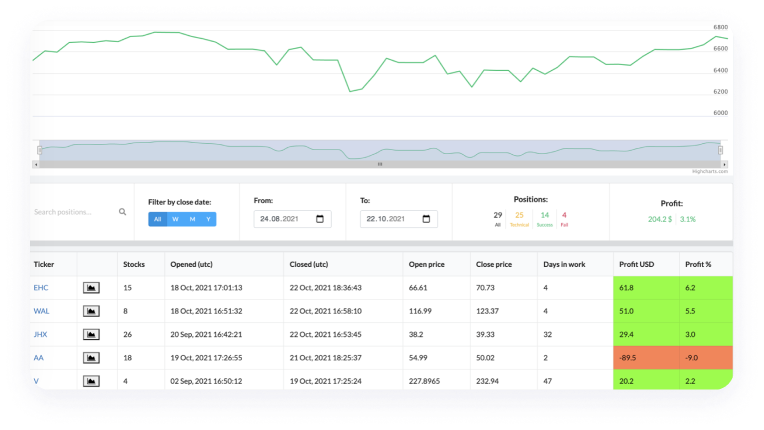 6800
6600
6400
6200
6000
Highcharts.com
Search positions...
Filter by close date:
All W M Y
From:
24.08.2021
To:
22.10.2021
Positions:
29 25 14 4
All Technical Success Fail
Profit:
204.2 $ 3.1%
Ticker Stocks Opened (utc) Closed (utc) Open price Close price Days in work Profit USD Profit %
EHC 15 18 Oct, 2021 17:01:13 22 Oct, 2021 18:36:43 66.61 70.73 4 61.8 6.2
WAL 8 18 Oct, 2021 16:51:32 22 Oct, 2021 16:58:10 116.99 123.37 4 51.0 5.5
JHX 26 20 Sep, 2021 16:42:21 22 Oct, 2021 16:53:45 38.2 39.33 32 29.4 3.0
AA 18 19 Oct, 2021 17:26:55 21 Oct, 2021 18:25:37 54.99 50.02 2 -89.5 -9.0
V 4 02 Sep, 2021 16:50:12 19 Oct, 2021 17:25:24 227.8965 232.94 47 20.2 2.2